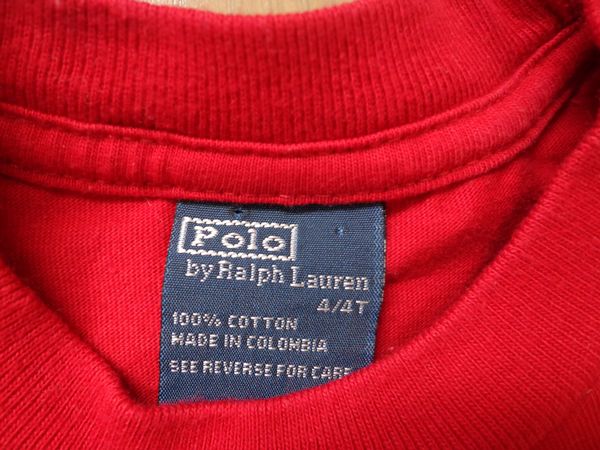 Polo
by Ralph Lauren
4/4T
100% COTTON
MADE IN COLOMBIA
SEE REVERSE FOR CARE